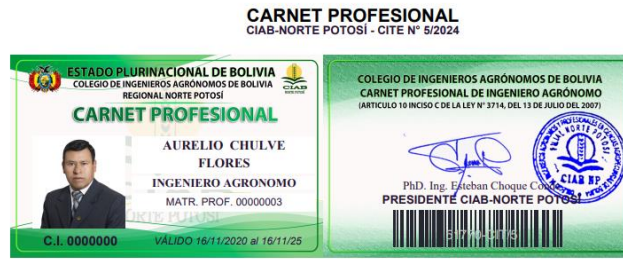 CARNET PROFESIONAL
CIAB-NORTE POTOSÍ - CITE N° 5/2024
ESTADO PLURINACIONAL DE BOLIVIA
COLEGIO DE INGENIEROS AGRÓNOMOS DE BOLIVIA
REGIONAL NORTE POTOSÍ
CIAB
CARNET PROFESIONAL
AURELIO CHULVE
FLORES
INGENIERO AGRONOMO
MATR. PROF. 00000003
C.I. 0000000
VÁLIDO 16/11/2020 al 16/11/25
COLEGIO DE INGENIEROS AGRÓNOMOS DE BOLIVIA
CARNET PROFESIONAL DE INGENIERO AGRÓNOMO
(ARTICULO 10 INCISO C DE LA LEY N° 3714, DEL 13 DE JULIO DEL 2007)
PhD. Ing. Esteban Choque
PRESIDENTE CIAB-NORTE POTOSÍ
FILIAL NORTE POTOSI
CIAB NP